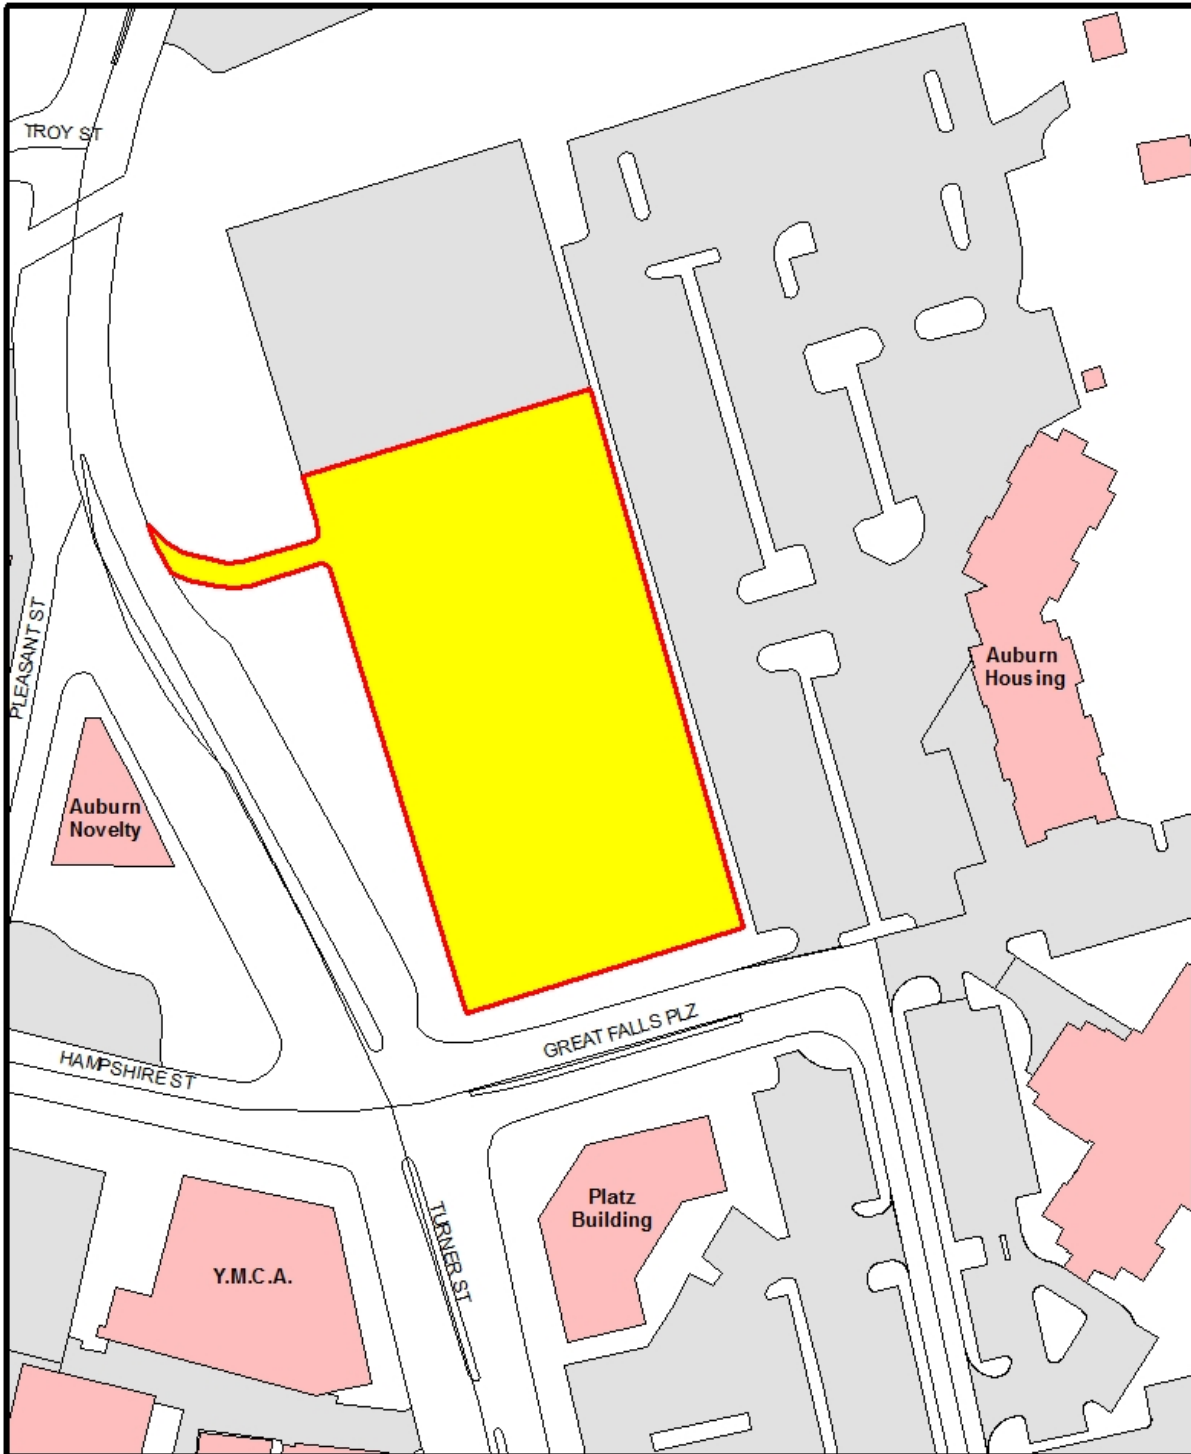 TROY ST
PLEASANT ST
Auburn
Housing
Auburn
Novelty
GREAT FALLS PLZ
HAMPSHIRE ST
Platz
Building
TURNER ST
Y.M.C.A.